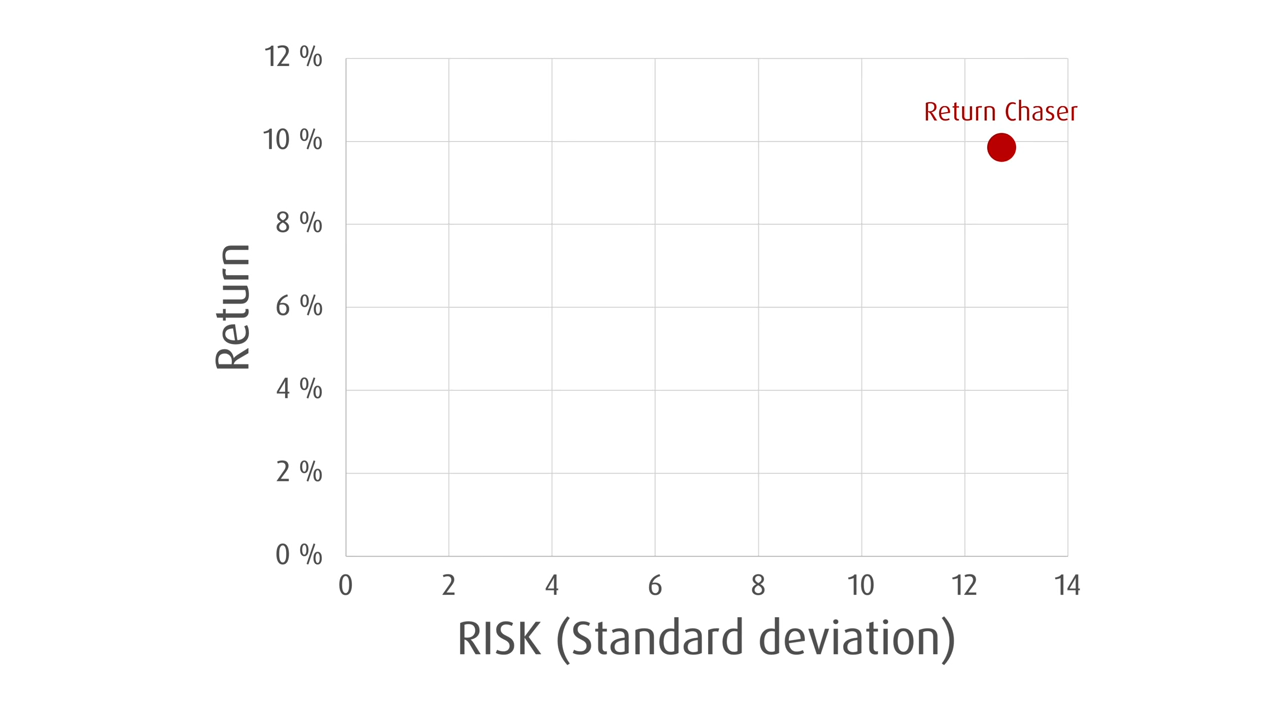 12 %
Return Chaser
10 %
8 %
Return
6 %
4 %
2 %
0 %
0 2 4 6 8 10 12 14
RISK (Standard deviation)